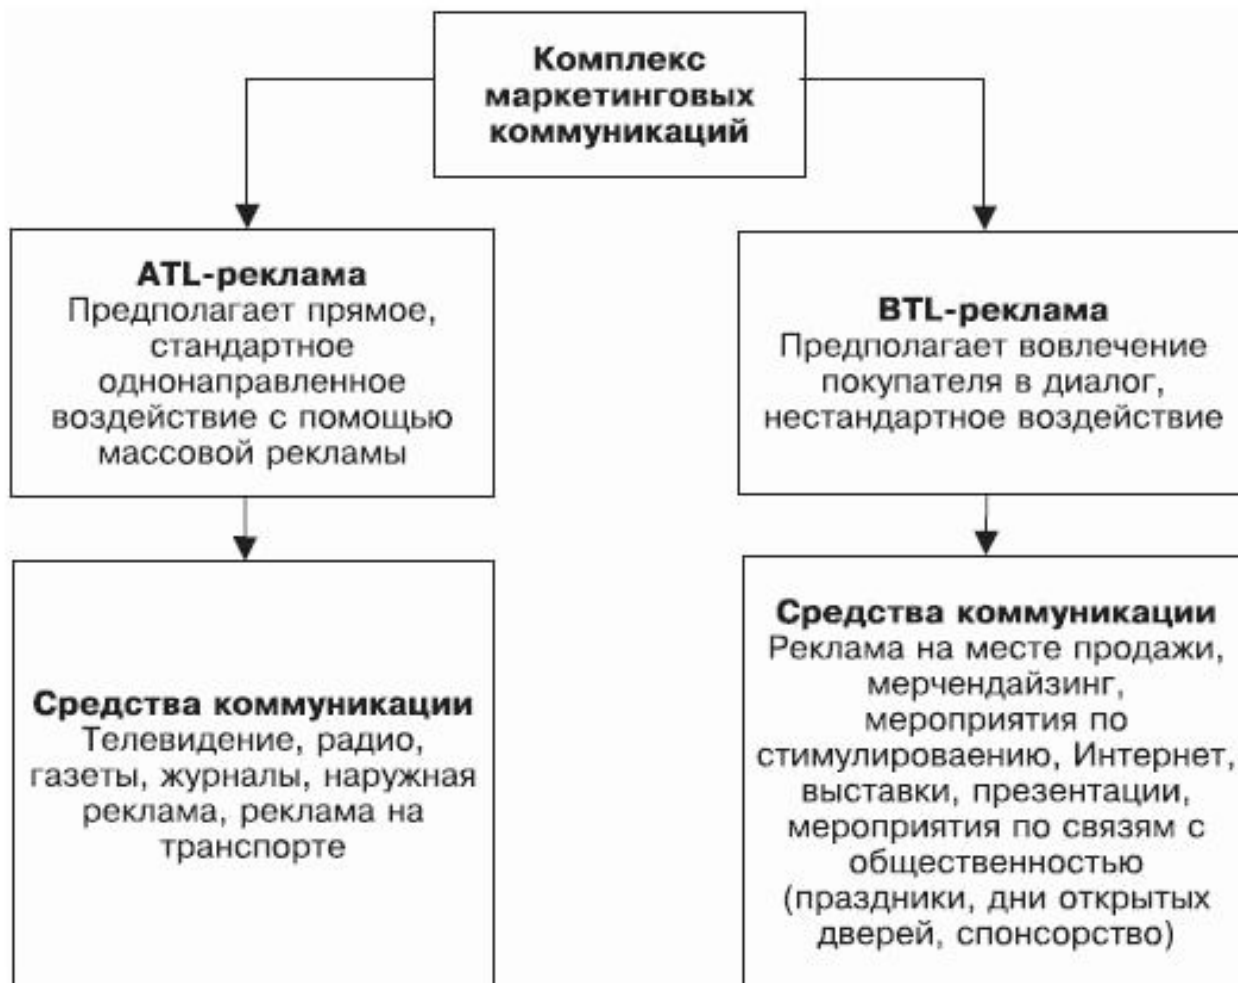 Комплекс
маркетинговых
коммуникаций
ATL-реклама
Предполагает прямое,
стандартное
однонаправленное
воздействие с помощью
массовой рекламы
BTL-реклама
Предполагает вовлечение
покупателя в диалог,
нестандартное воздействие
Средства коммуникации
Телевидение, радио,
газеты, журналы, наружная
реклама, реклама на
транспорте
Средства коммуникации
Реклама на месте продажи,
мерчендайзинг,
мероприятия по
стимулироваению, Интернет,
выставки, презентации,
мероприятия по связям с
общественностью
(праздники, дни открытых
дверей, спонсорство)